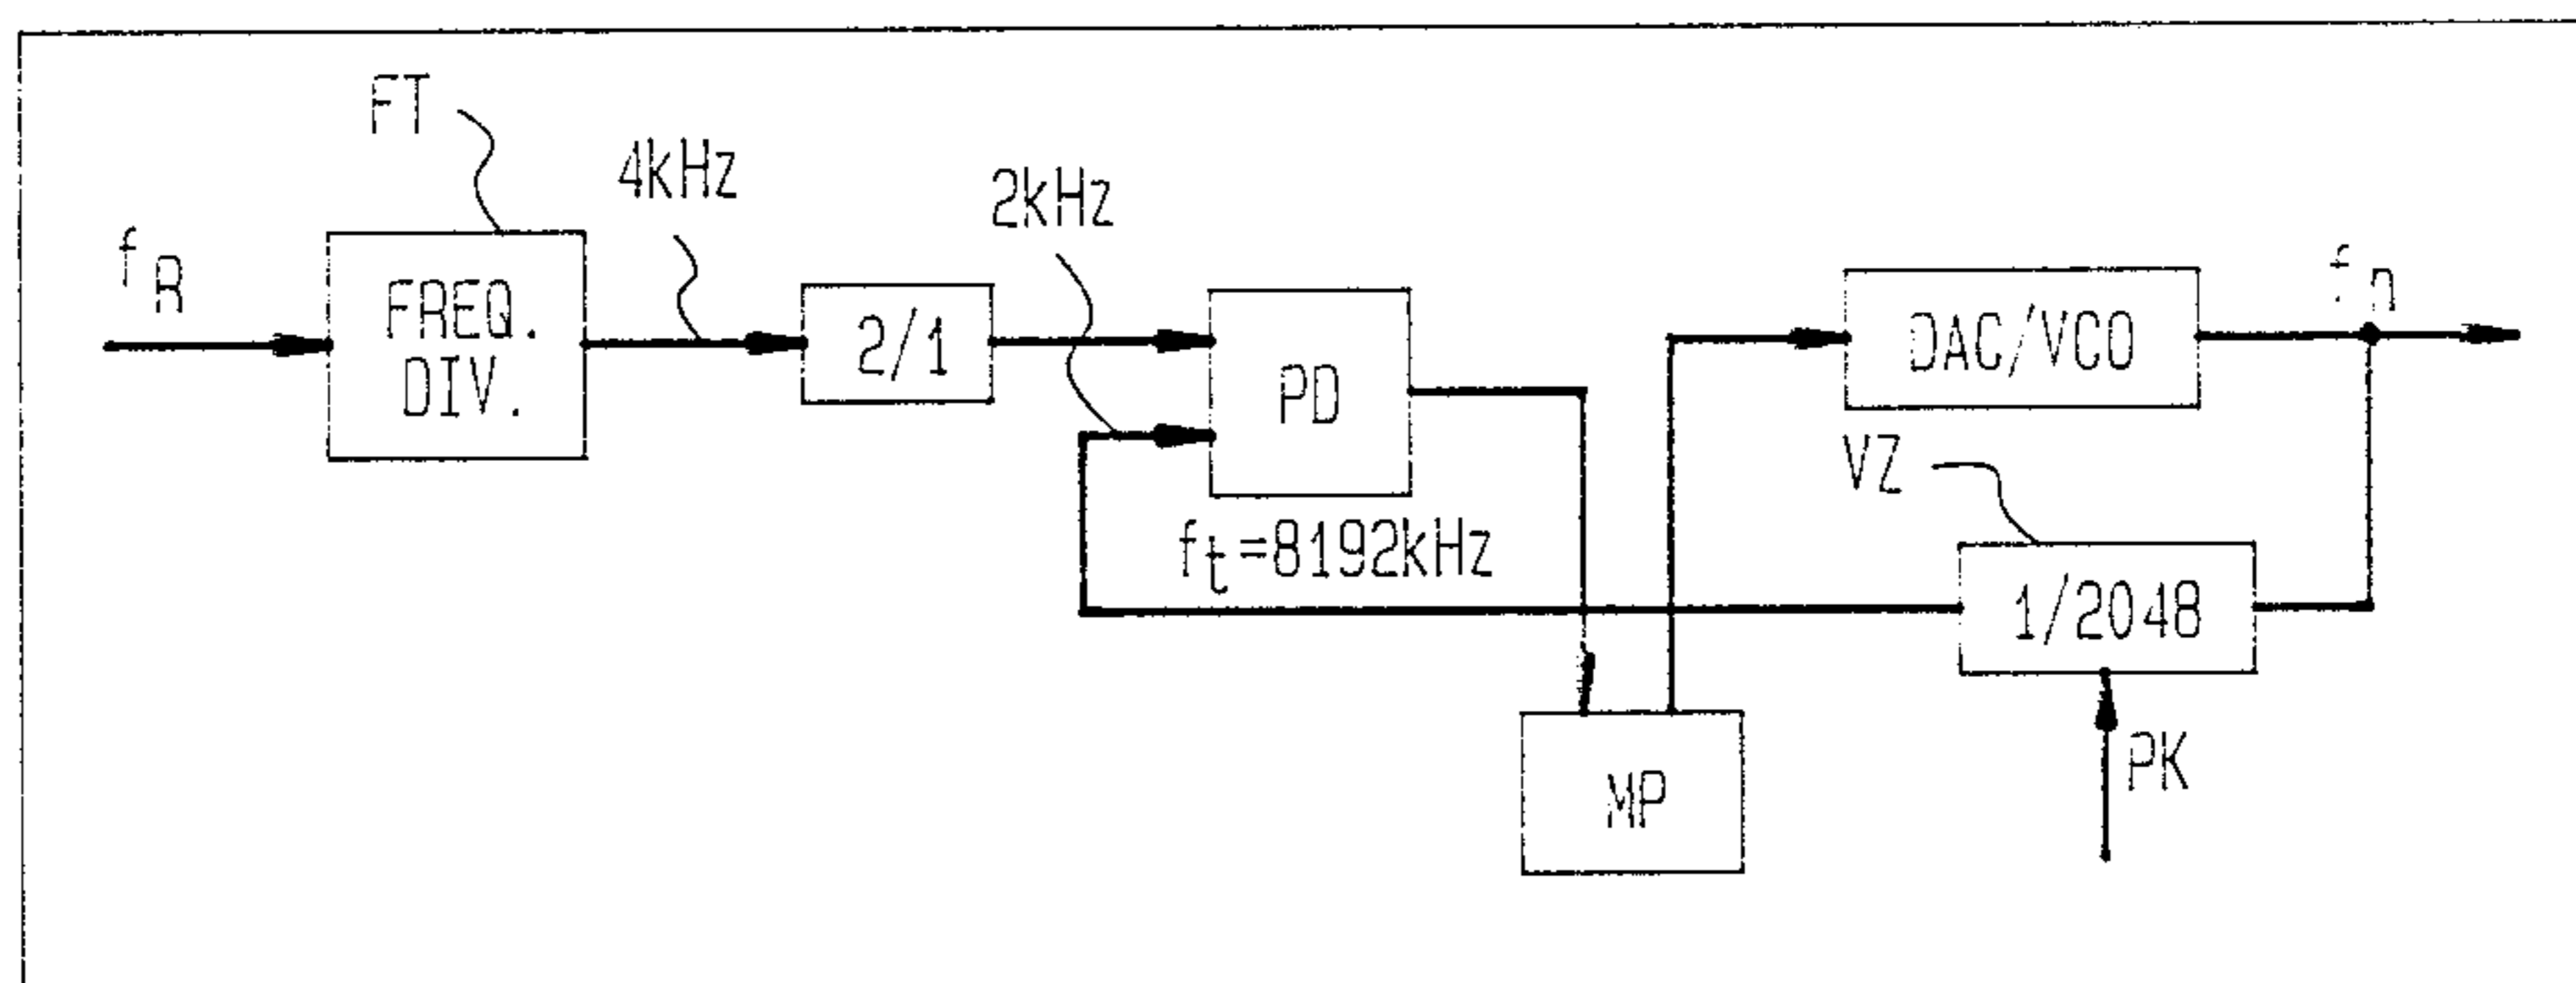 FT
4kHz
2kHz
fR
FREQ.
DIV.
2/1
PD
DAC/VCO
fn
VZ
ft=8192kHz
1/2048
MP
PK